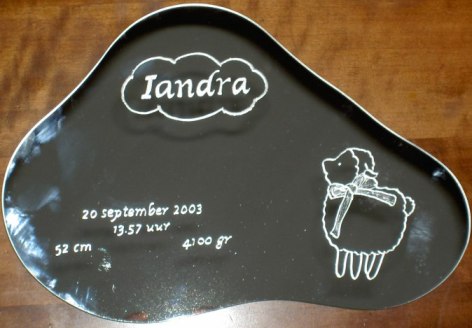 Iandra
20 september 2003
13.57 uur
52 cm 4100 gr